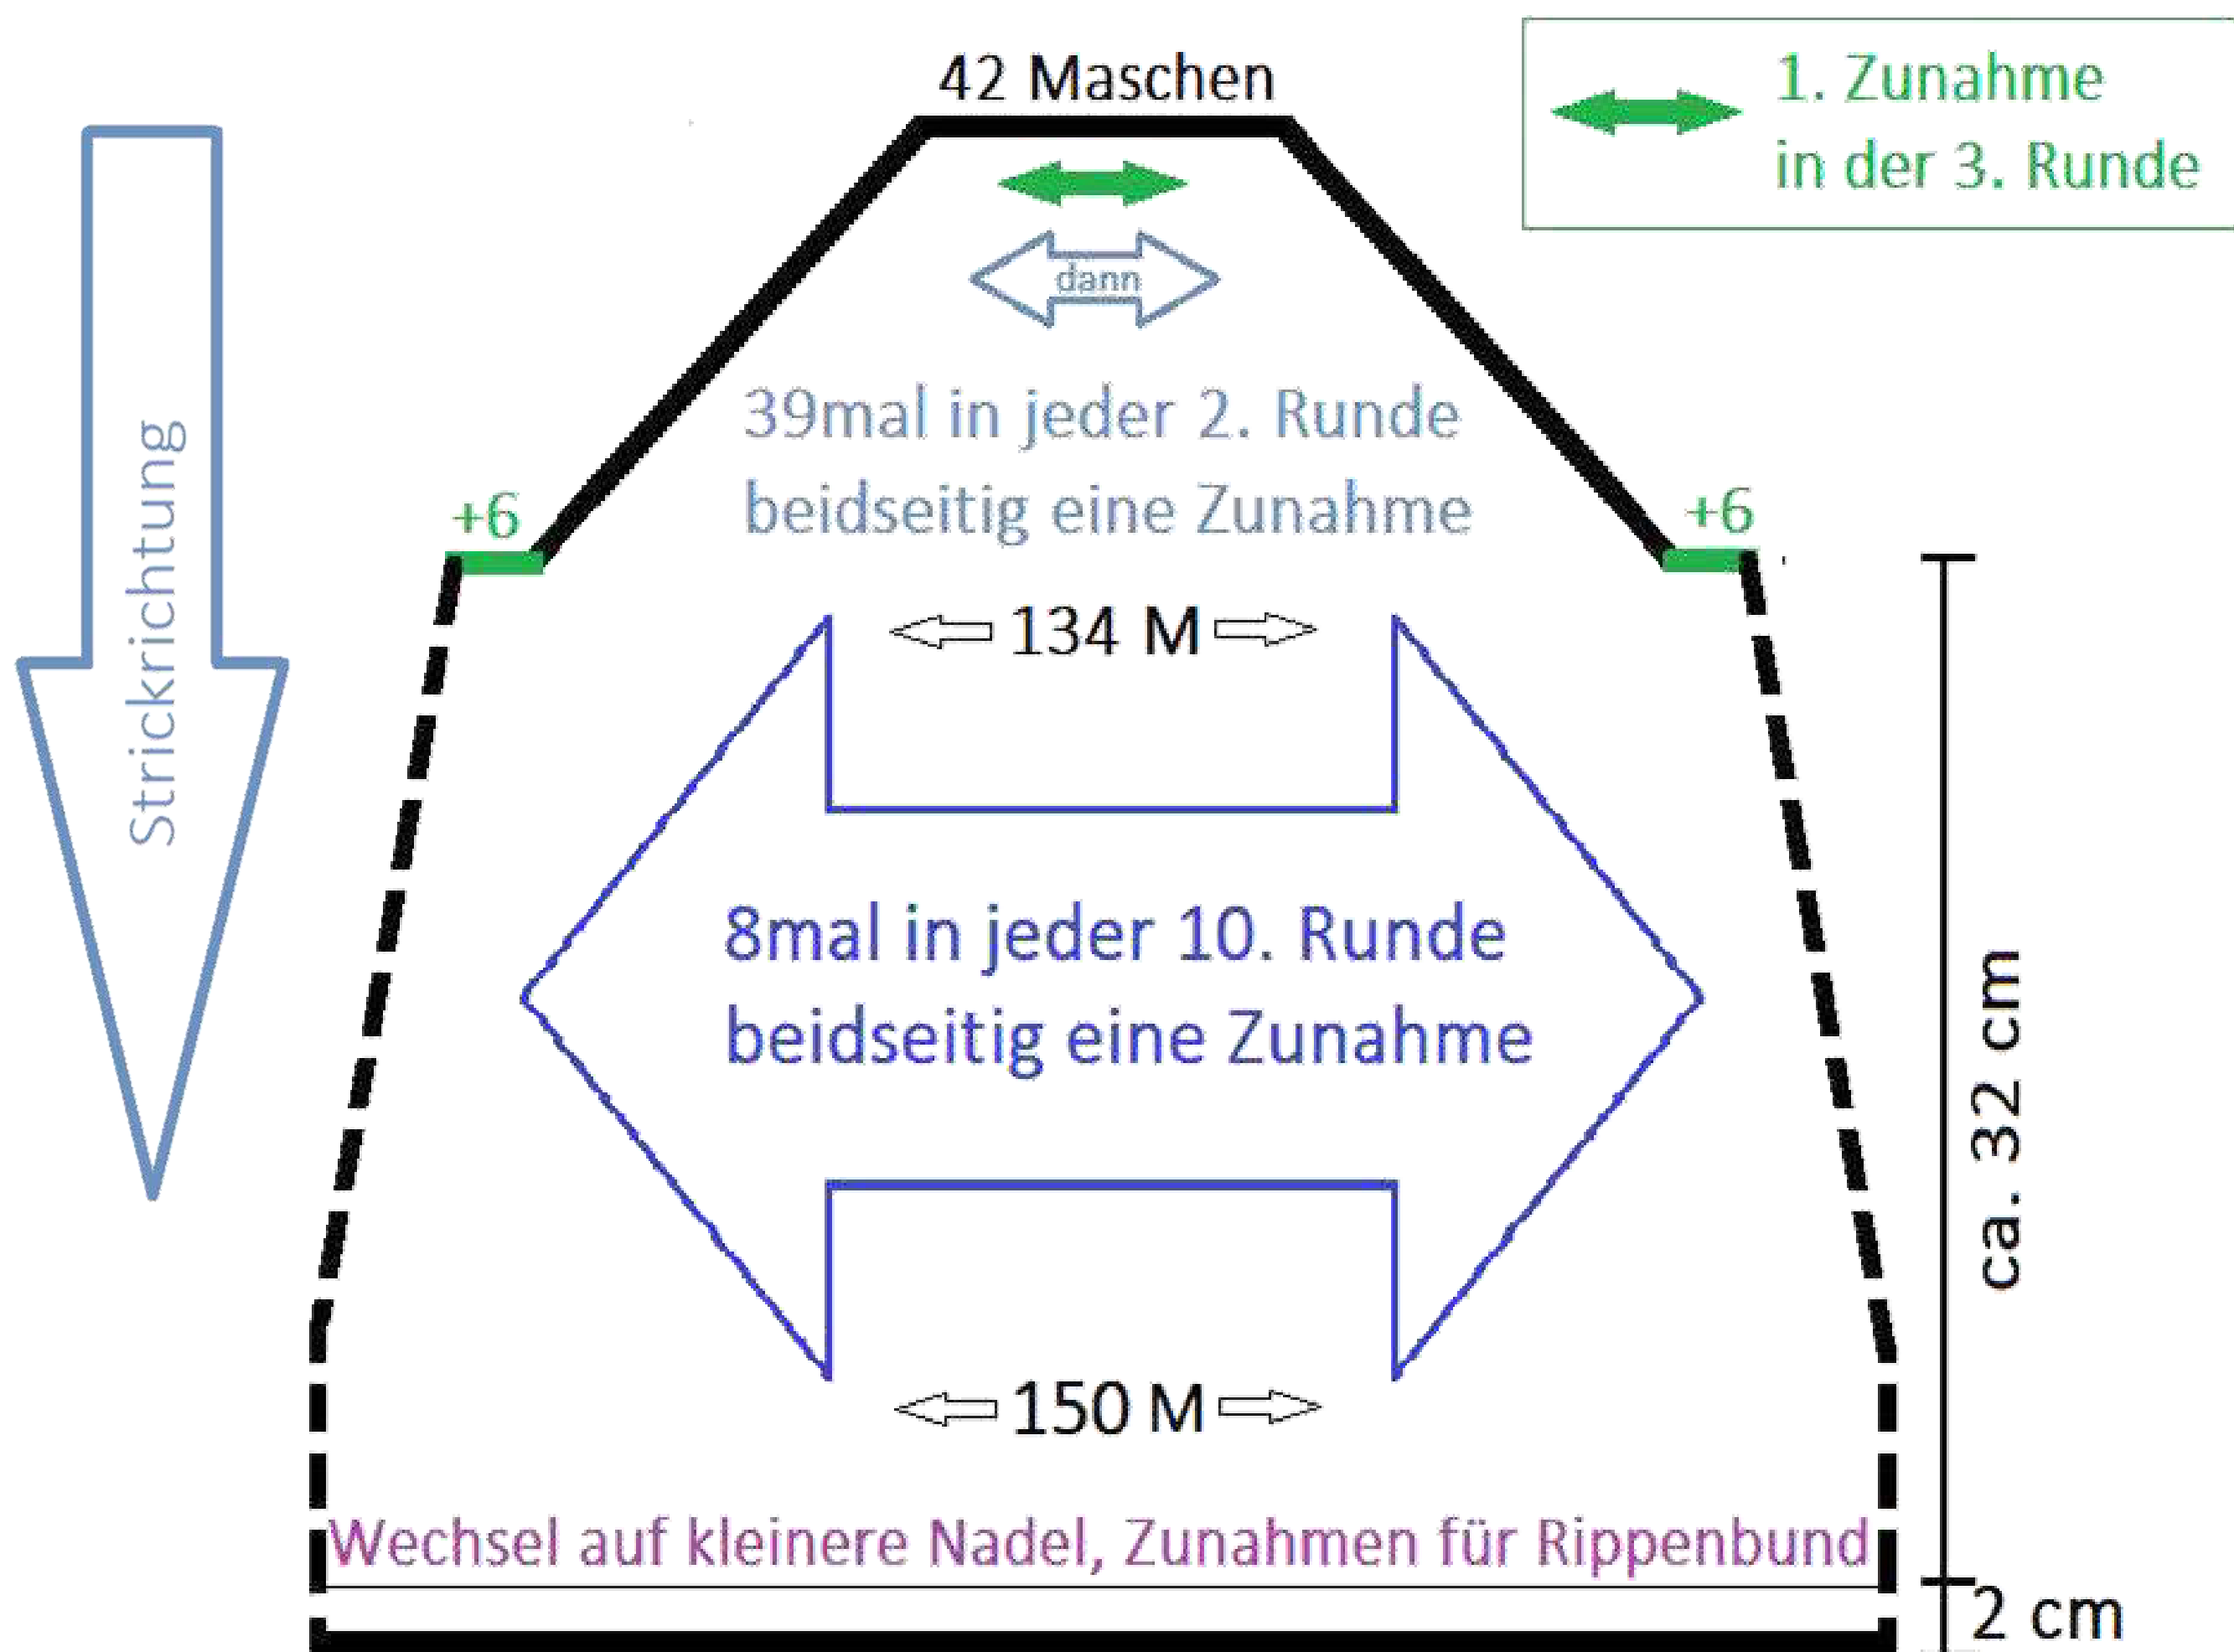 42 Maschen
1. Zunahme
in der 3. Runde
dann
39mal in jeder 2. Runde
beidseitig eine Zunahme
Strickrichtung
+6
+6
134 M
8mal in jeder 10. Runde
beidseitig eine Zunahme
ca. 32 cm
150 M
Wechsel auf kleinere Nadel, Zunahmen für Rippenbund
2 cm